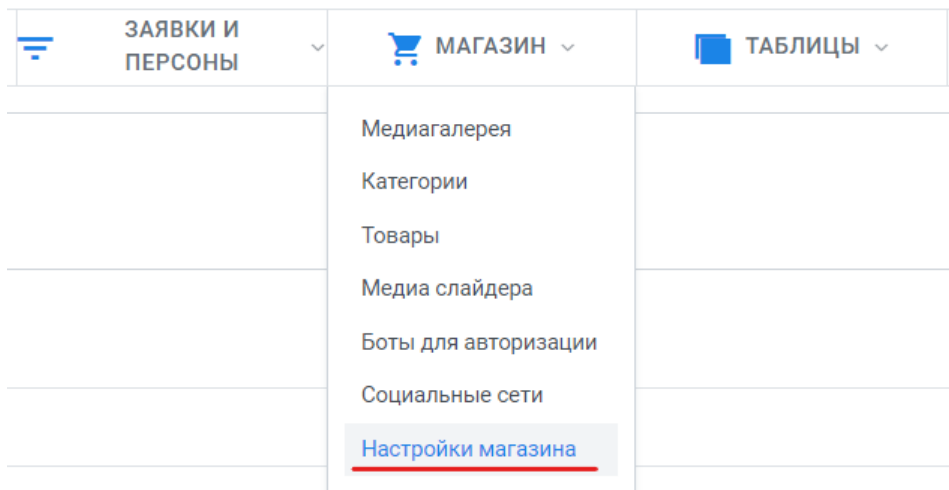 ЗАЯВКИ И
ПЕРСОНЫ
МАГАЗИН
ТАБЛИЦЫ
Медиагалерея
Категории
Товары
Медиа слайдера
Боты для авторизации
Социальные сети
Настройки магазина